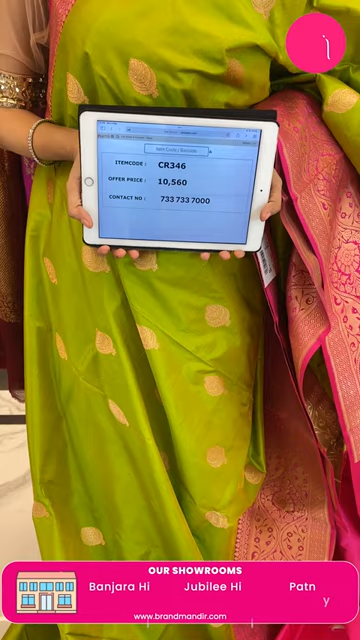 Item Code / Barcode
ITEMCODE : CR346
OFFER PRICE : 10,560
CONTACT NO : 733 733 7000
OUR SHOWROOMS
Banjara Hi Jubilee Hi Patn
y
www.brandmandir.com